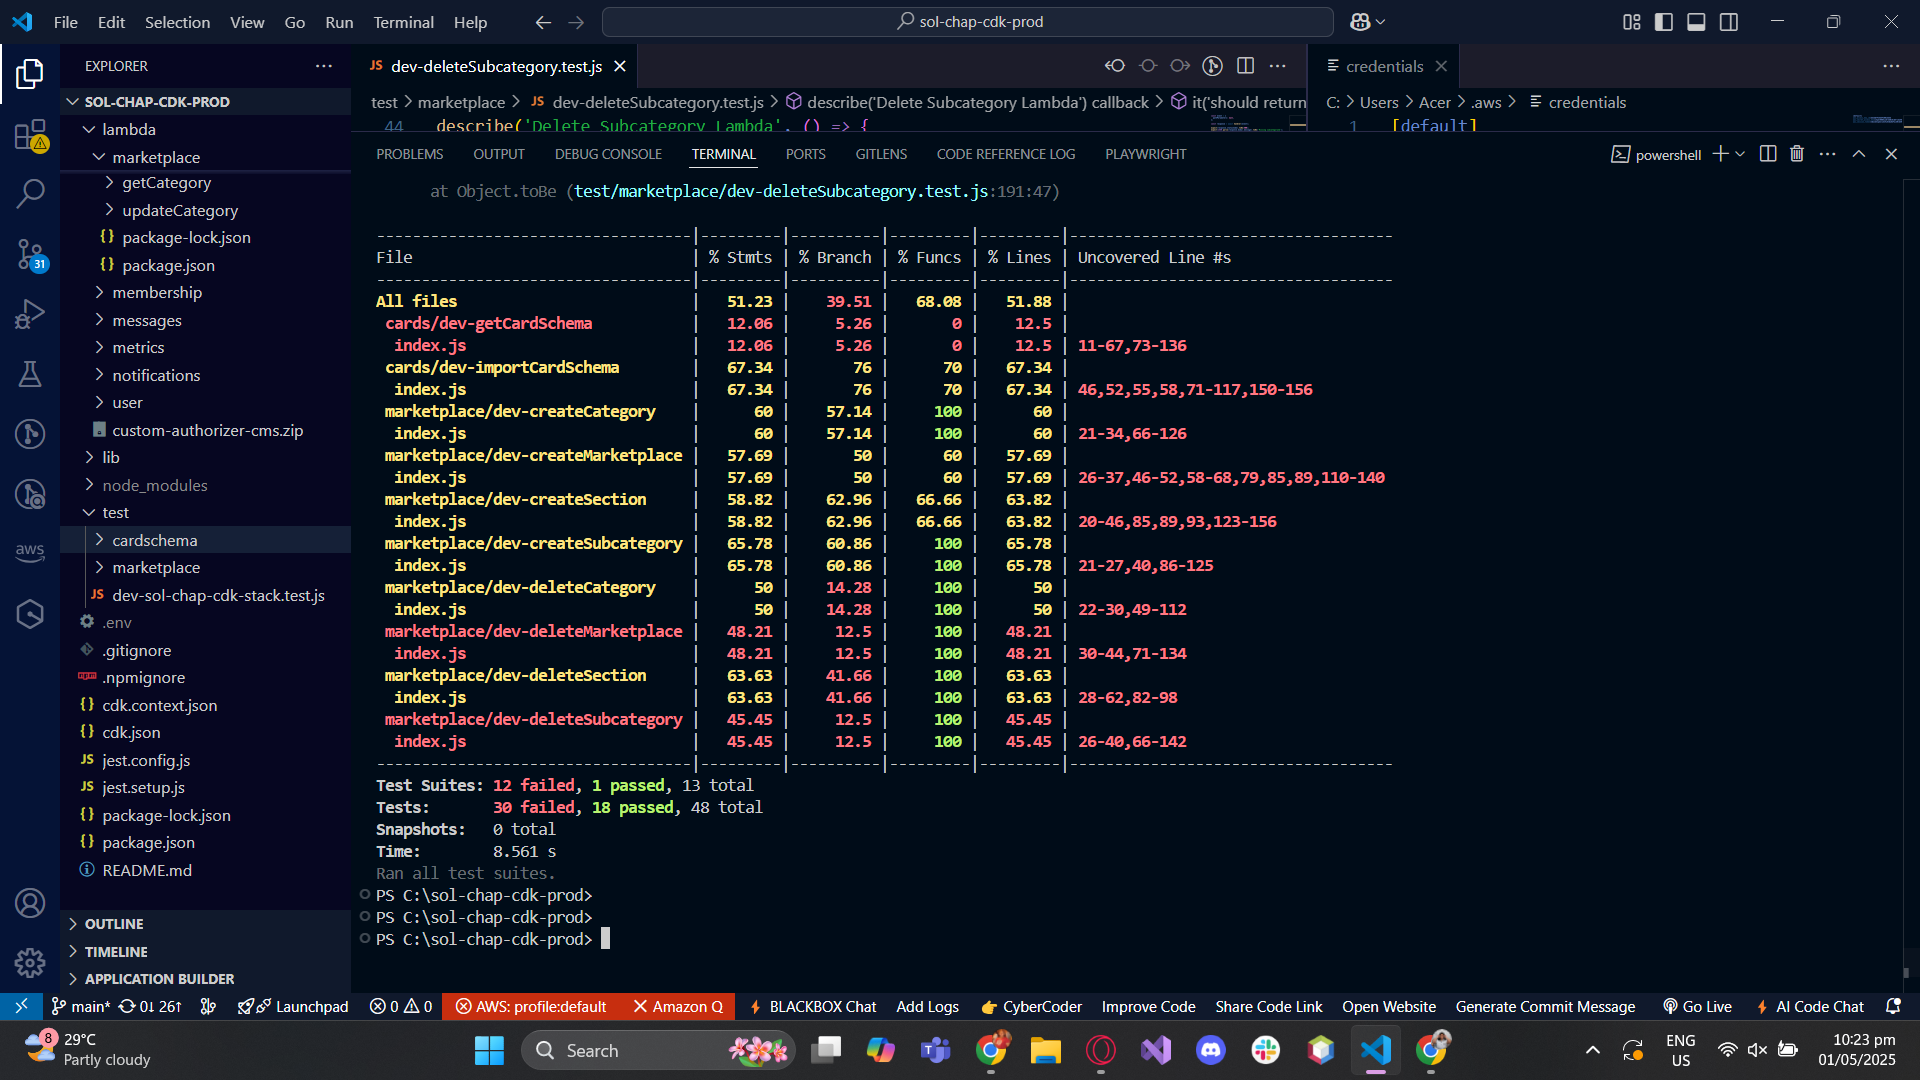 File Edit Selection View Go Run Terminal Help
sol-chap-cdk-prod
EXPLORER
SOL-CHAP-CDK-PROD
lambda
marketplace
getCategory
updateCategory
package-lock.json
package.json
membership
messages
metrics
notifications
user
custom-authorizer-cms.zip
lib
node_modules
test
cardschema
marketplace
JS dev-sol-chap-cdk-stack.test.js
.env
.gitignore
.npmignore
cdk.context.json
cdk.json
JS jest.config.js
JS jest.setup.js
package-lock.json
package.json
README.md
OUTLINE
TIMELINE
APPLICATION BUILDER
31
aws
JS dev-deleteSubcategory.test.js
test > marketplace > JS dev-deleteSubcategory.test.js > describe('Delete Subcategory Lambda') callback > it('should return
44 describe('Delete Subcategory Lambda', () => {
credentials
C: > Users > Acer > .aws > credentials
1 [default]
PROBLEMS OUTPUT DEBUG CONSOLE TERMINAL PORTS GITLENS CODE REFERENCE LOG PLAYWRIGHT
powershell
at Object.toBe (test/marketplace/dev-deleteSubcategory.test.js:191:47)
-----------------------------------|---------|----------|---------|---------|------------------------------------
File | % Stmts | % Branch | % Funcs | % Lines | Uncovered Line #s
-----------------------------------|---------|----------|---------|---------|------------------------------------
All files | 51.23 | 39.51 | 68.08 | 51.88 |
cards/dev-getCardSchema | 12.06 | 5.26 | 0 | 12.5 |
index.js | 12.06 | 5.26 | 0 | 12.5 | 11-67,73-136
cards/dev-importCardSchema | 67.34 | 76 | 70 | 67.34 |
index.js | 67.34 | 76 | 70 | 67.34 | 46,52,55,58,71-117,150-156
marketplace/dev-createCategory | 60 | 57.14 | 100 | 60 |
index.js | 60 | 57.14 | 100 | 60 | 21-34,66-126
marketplace/dev-createMarketplace | 57.69 | 50 | 60 | 57.69 |
index.js | 57.69 | 50 | 60 | 57.69 | 26-37,46-52,58-68,79,85,89,110-140
marketplace/dev-createSection | 58.82 | 62.96 | 66.66 | 63.82 |
index.js | 58.82 | 62.96 | 66.66 | 63.82 | 20-46,85,89,93,123-156
marketplace/dev-createSubcategory | 65.78 | 60.86 | 100 | 65.78 |
index.js | 65.78 | 60.86 | 100 | 65.78 | 21-27,40,86-125
marketplace/dev-deleteCategory | 50 | 14.28 | 100 | 50 |
index.js | 50 | 14.28 | 100 | 50 | 22-30,49-112
marketplace/dev-deleteMarketplace | 48.21 | 12.5 | 100 | 48.21 |
index.js | 48.21 | 12.5 | 100 | 48.21 | 30-44,71-134
marketplace/dev-deleteSection | 63.63 | 41.66 | 100 | 63.63 |
index.js | 63.63 | 41.66 | 100 | 63.63 | 28-62,82-98
marketplace/dev-deleteSubcategory | 45.45 | 12.5 | 100 | 45.45 |
index.js | 45.45 | 12.5 | 100 | 45.45 | 26-40,66-142
-----------------------------------|---------|----------|---------|---------|------------------------------------
Test Suites: 12 failed, 1 passed, 13 total
Tests: 30 failed, 18 passed, 48 total
Snapshots: 0 total
Time: 8.561 s
Ran all test suites.
PS C:\sol-chap-cdk-prod>
PS C:\sol-chap-cdk-prod>
PS C:\sol-chap-cdk-prod>
main* 0↓ 26↑ Launchpad 0 0 AWS: profile:default Amazon Q BLACKBOX Chat Add Logs CyberCoder Improve Code Share Code Link Open Website Generate Commit Message Go Live AI Code Chat
8
29°C
Partly cloudy
Search
ENG
US
10:23 pm
01/05/2025